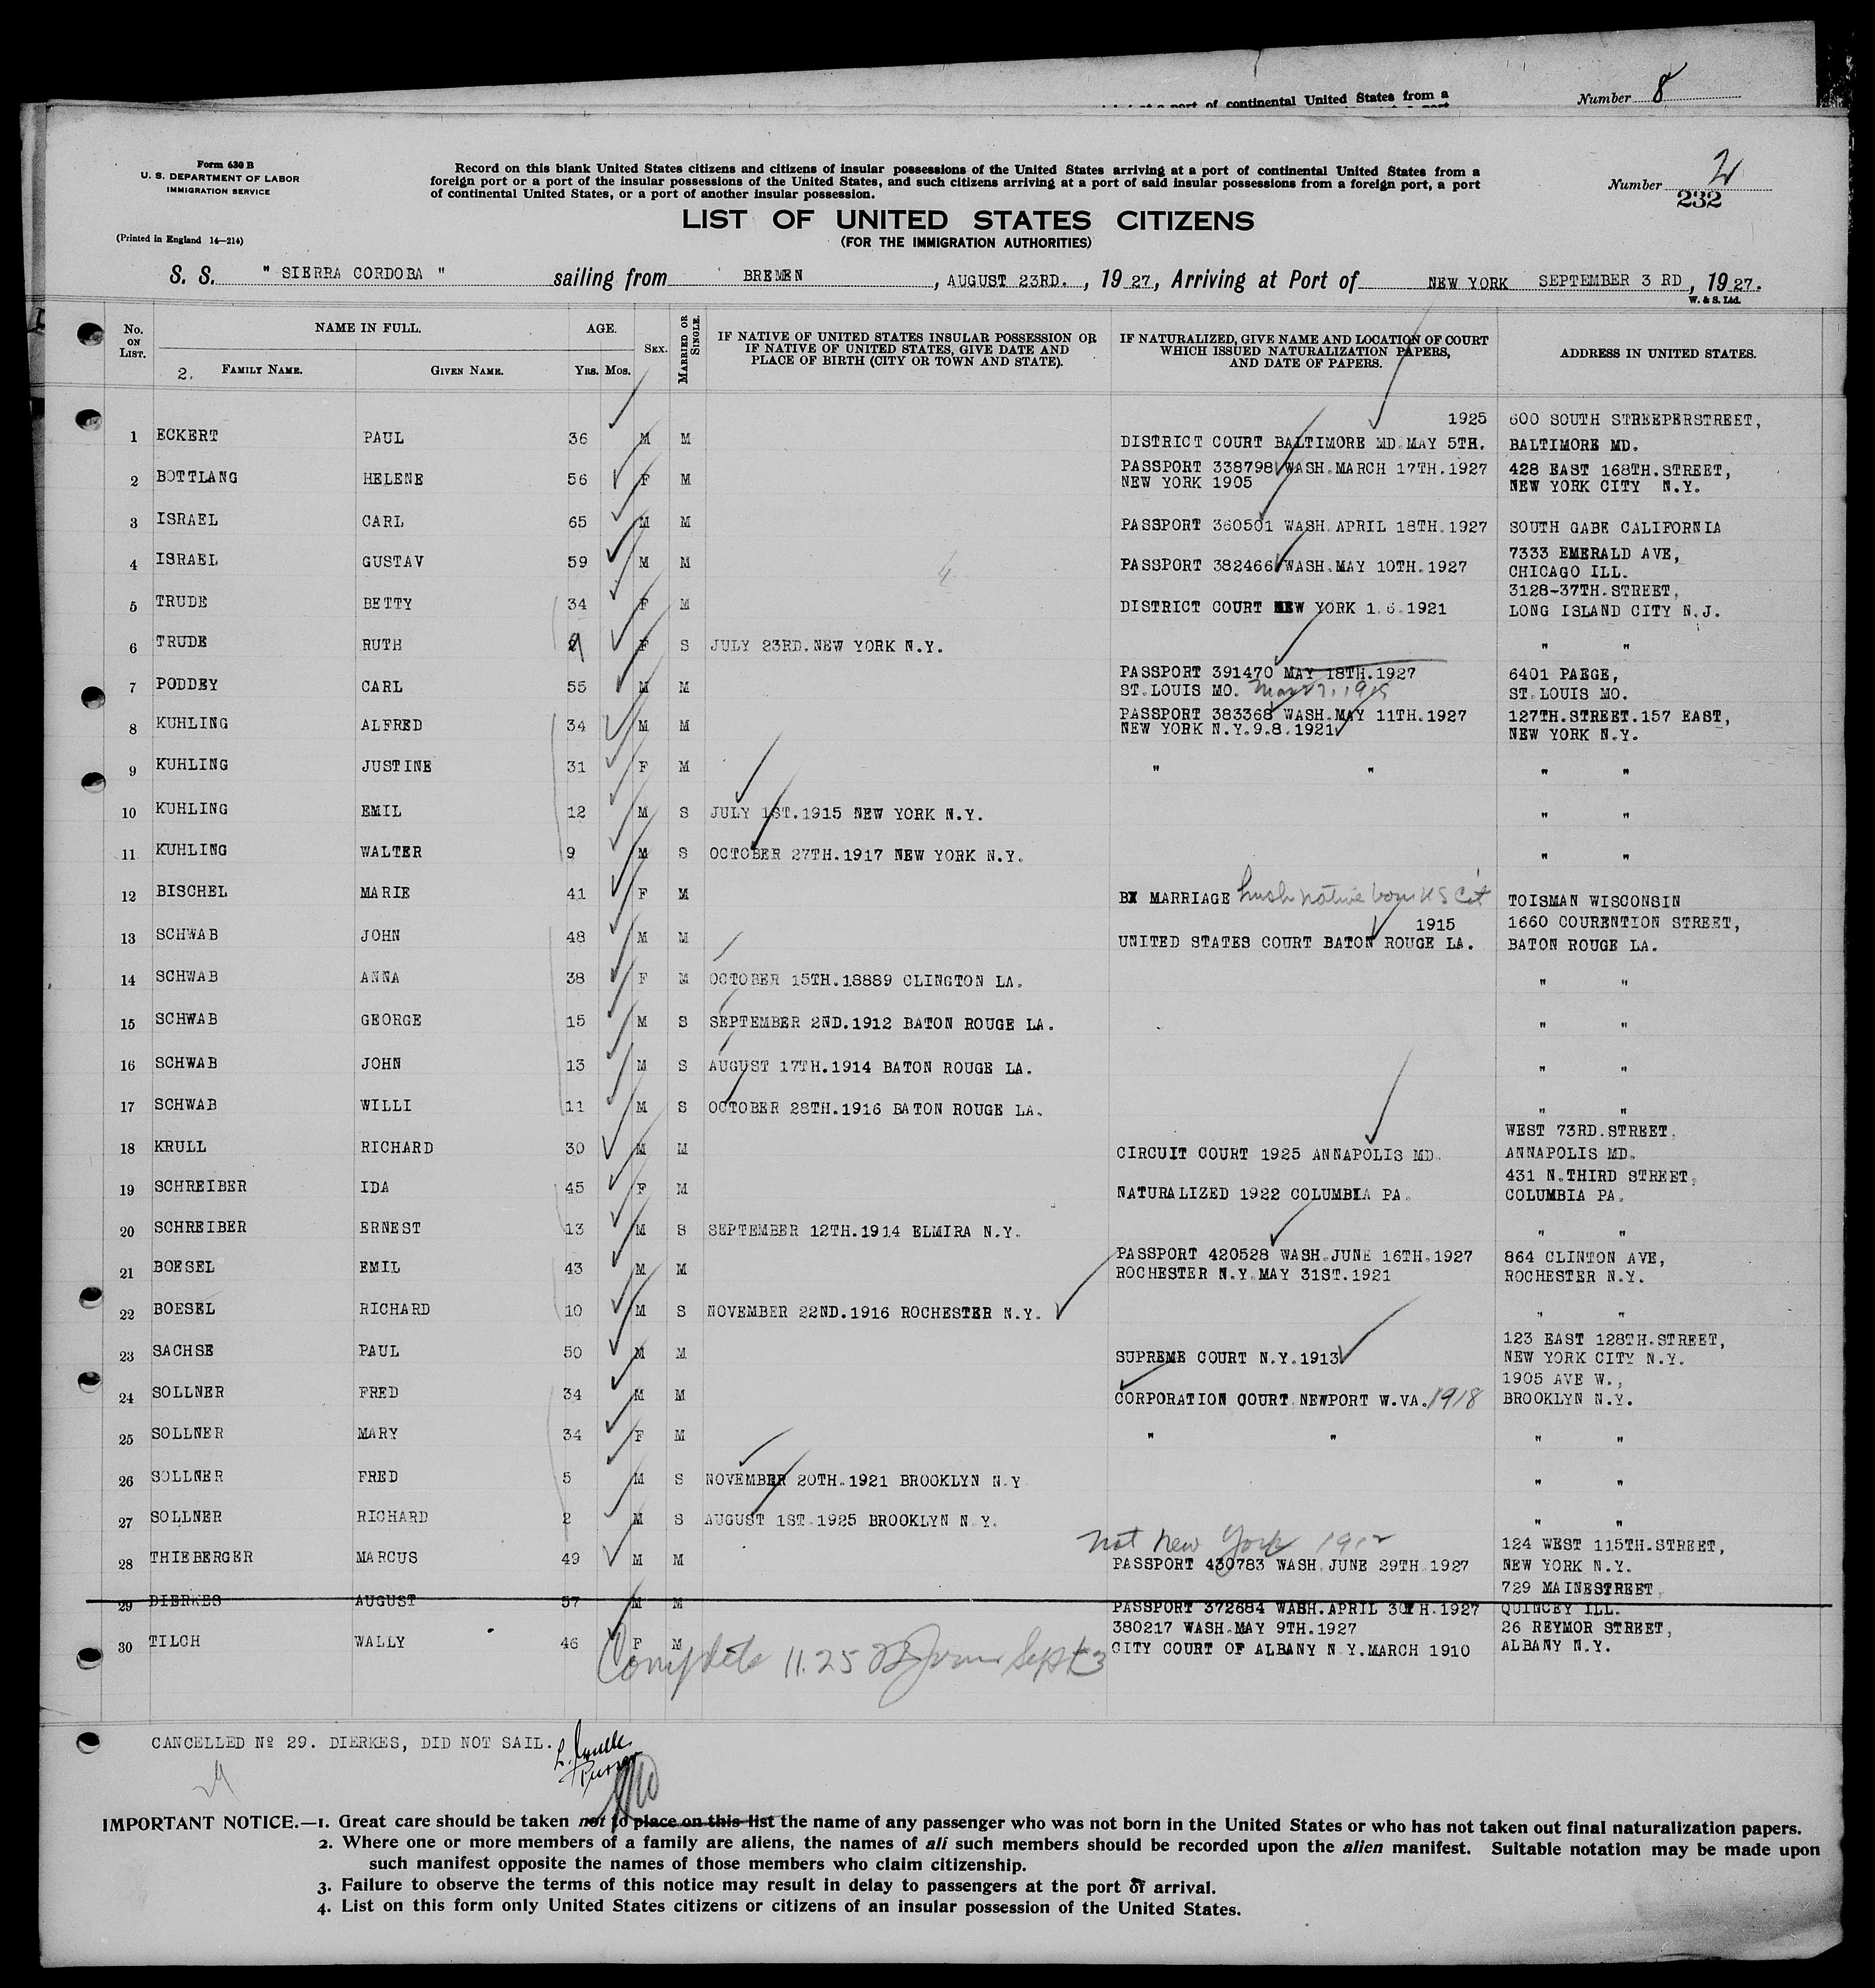 at a port of continental United States from a
Number 8
Form 630 B
U. S. DEPARTMENT OF LABOR
IMMIGRATION SERVICE
(Printed in England 14—214)
Record on this blank United States citizens and citizens of insular possessions of the United States arriving at a port of continental United States from a
foreign port or a port of the insular possessions of the United States, and such citizens arriving at a port of said insular possessions from a foreign port, a port
of continental United States, or a port of another insular possession.
Number 2
232
LIST OF UNITED STATES CITIZENS
(FOR THE IMMIGRATION AUTHORITIES)
S. S. " SIERRA CORDOBA " sailing from BREMEN, AUGUST 23RD., 19 27, Arriving at Port of NEW YORK SEPTEMBER 3 RD, 19 27.
W. & S. Ltd.
No. ON LIST. NAME IN FULL. AGE. SEX. MARRIED OR SINGLE. IF NATIVE OF UNITED STATES INSULAR POSSESSION OR IF NATIVE OF UNITED STATES, GIVE DATE AND PLACE OF BIRTH (CITY OR TOWN AND STATE). IF NATURALIZED, GIVE NAME AND LOCATION OF COURT WHICH ISSUED NATURALIZATION PAPERS, AND DATE OF PAPERS. ADDRESS IN UNITED STATES.
2. FAMILY NAME. GIVEN NAME. YRS. MOS.
1925 600 SOUTH STREEPERSTREET,
1 ECKERT PAUL 36 M M DISTRICT COURT BALTIMORE MD.MAY 5TH. BALTIMORE MD.
PASSPORT 338798 WASH.MARCH 17TH.1927 428 EAST 168TH.STREET,
2 BOTTLANG HELENE 56 F M NEW YORK 1905 NEW YORK CITY N.Y.
3 ISRAEL CARL 65 M M PASSPORT 360501 WASH.APRIL 18TH.1927 SOUTH GABE CALIFORNIA
7333 EMERALD AVE,
4 ISRAEL GUSTAV 59 M M PASSPORT 382466 WASH.MAY 10TH.1927 CHICAGO ILL.
3128-37TH.STREET,
5 TRUDE BETTY 34 F M DISTRICT COURT NEW YORK 1.6.1921 LONG ISLAND CITY N.J.
6 TRUDE RUTH 9 F S JULY 23RD.NEW YORK N.Y. " "
PASSPORT 391470 MAY 18TH.1927 6401 PAEGE,
7 PODDEY CARL 55 M M ST.LOUIS MO. ST.LOUIS MO.
PASSPORT 383368 WASH.MAY 11TH.1927 127TH.STREET.157 EAST,
8 KUHLING ALFRED 34 M M NEW YORK N.Y.9.8.1921 NEW YORK N.Y.
9 KUHLING JUSTINE 31 F M " " " "
10 KUHLING EMIL 12 M S JULY 1ST.1915 NEW YORK N.Y. " "
11 KUHLING WALTER 9 M S OCTOBER 27TH.1917 NEW YORK N.Y. " "
12 BISCHEL MARIE 41 F M BY MARRIAGE husb native born US Cit TOISMAN WISCONSIN
1915 1660 COURENTION STREET,
13 SCHWAB JOHN 48 M M UNITED STATES COURT BATON ROUGE LA. BATON ROUGE LA.
14 SCHWAB ANNA 38 F M OCTOBER 15TH.18889 CLINGTON LA. " "
15 SCHWAB GEORGE 15 M S SEPTEMBER 2ND.1912 BATON ROUGE LA. " "
16 SCHWAB JOHN 13 M S AUGUST 17TH.1914 BATON ROUGE LA. " "
17 SCHWAB WILLI 11 M S OCTOBER 28TH.1916 BATON ROUGE LA. " "
WEST 73RD.STREET.
18 KRULL RICHARD 30 M M CIRCUIT COURT 1925 ANNAPOLIS MD. ANNAPOLIS MD.
431 N.THIRD STREET,
19 SCHREIBER IDA 45 F M NATURALIZED 1922 COLUMBIA PA. COLUMBIA PA.
20 SCHREIBER ERNEST 13 M S SEPTEMBER 12TH.1914 ELMIRA N.Y. " "
PASSPORT 420528 WASH.JUNE 16TH.1927 864 CLINTON AVE,
21 BOESEL EMIL 43 M M ROCHESTER N.Y.MAY 31ST.1921 ROCHESTER N.Y.
22 BOESEL RICHARD 10 M S NOVEMBER 22ND.1916 ROCHESTER N.Y. " "
123 EAST 128TH.STREET,
23 SACHSE PAUL 50 M M SUPREME COURT N.Y.1913 NEW YORK CITY N.Y.
1905 AVE W.,
24 SOLLNER FRED 34 M M CORPORATION COURT.NEWPORT W.VA.1918 BROOKLYN N.Y.
25 SOLLNER MARY 34 F M " " " "
26 SOLLNER FRED 5 M S NOVEMBER 20TH.1921 BROOKLYN N.Y " "
27 SOLLNER RICHARD 2 M S AUGUST 1ST.1925 BROOKLYN N.Y. " "
nat New York 1912 124 WEST 115TH.STREET,
28 THIEBERGER MARCUS 49 M M PASSPORT 430783 WASH.JUNE 29TH.1927 NEW YORK N.Y.
729 MAINESTREET
29 DIERKES AUGUST 57 M M PASSPORT 372684 WASH.APRIL 30TH.1927 QUINCEY ILL.
380217 WASH.MAY 9TH.1927 26 REYMOR STREET,
30 TILCH WALLY 46 F M CITY COURT OF ALBANY N.Y.MARCH 1910 ALBANY N.Y.
Complete 11.25 Sept 3
CANCELLED Nº 29. DIERKES, DID NOT SAIL.
Purser
IMPORTANT NOTICE.—1. Great care should be taken not to place on this list the name of any passenger who was not born in the United States or who has not taken out final naturalization papers.
2. Where one or more members of a family are aliens, the names of all such members should be recorded upon the alien manifest. Suitable notation may be made upon
such manifest opposite the names of those members who claim citizenship.
3. Failure to observe the terms of this notice may result in delay to passengers at the port of arrival.
4. List on this form only United States citizens or citizens of an insular possession of the United States.